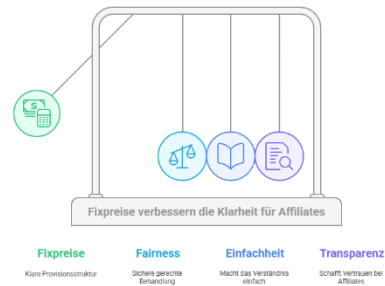 $
Fixpreise verbessern die Klarheit für Affiliates
Fixpreise
Fairness
Einfachheit
Transparenz
Klare Provisionsstruktur
Sichere gerechte
Behandlung
Macht das Verständnis
einfach
Schafft Vertrauen bei
Affiliates